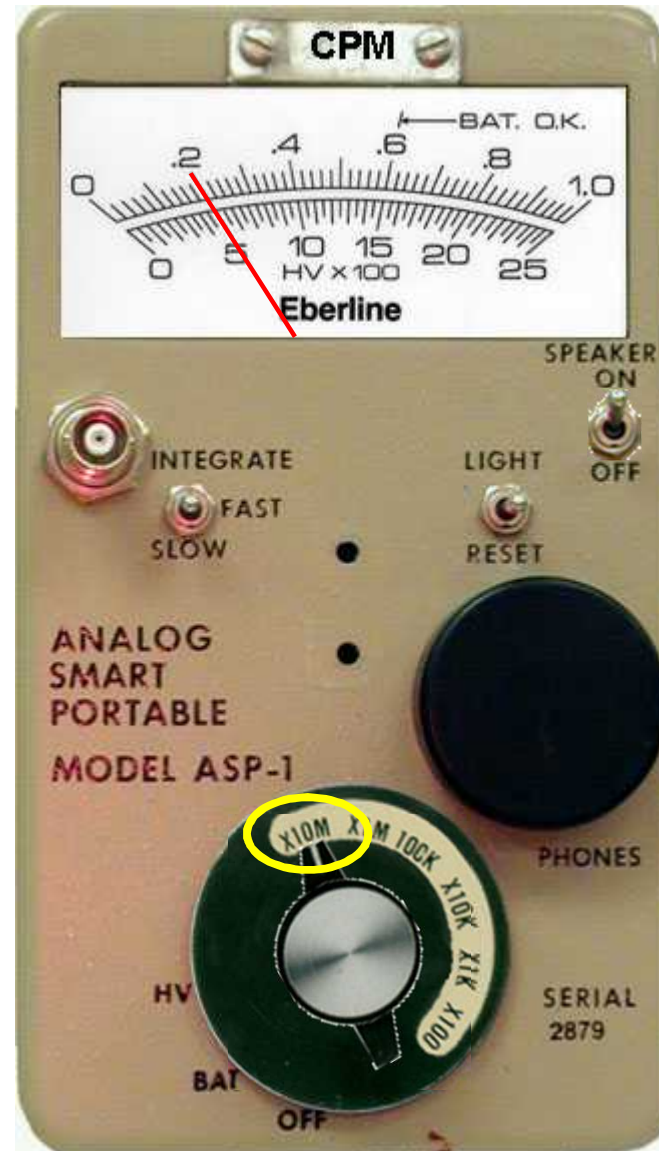 CPM
BAT. O.K.
0 .2 .4 .6 .8 1.0
0 5 10 15 20 25
HV x 100
Eberline
SPEAKER
ON
OFF
INTEGRATE
FAST
SLOW
LIGHT
RESET
ANALOG
SMART
PORTABLE
MODEL ASP-1
X10M X1M 10CK X10K X1K X100
PHONES
HV
BAT
OFF
SERIAL
2879